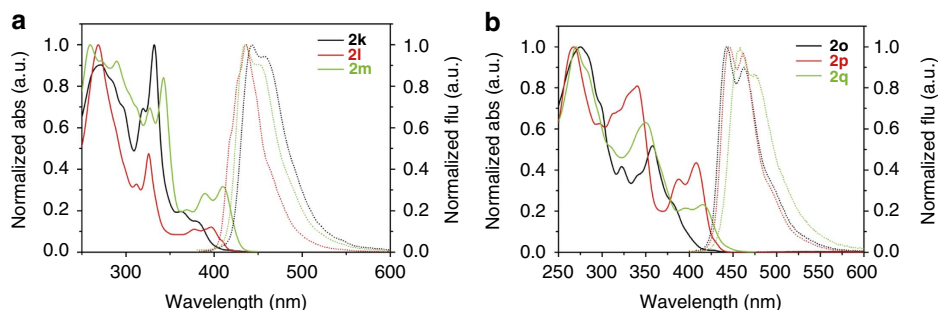 a
2k
2l
2m
Normalized abs (a.u.)
1.0
0.8
0.6
0.4
0.2
0.0
1.0
0.8
0.6
0.4
0.2
0.0
Normalized flu (a.u.)
300 400 500 600
Wavelength (nm)
b
2o
2p
2q
Normalized abs (a.u.)
1.0
0.8
0.6
0.4
0.2
0.0
1.0
0.8
0.6
0.4
0.2
0.0
Normalized flu (a.u.)
250 300 350 400 450 500 550 600
Wavelength (nm)